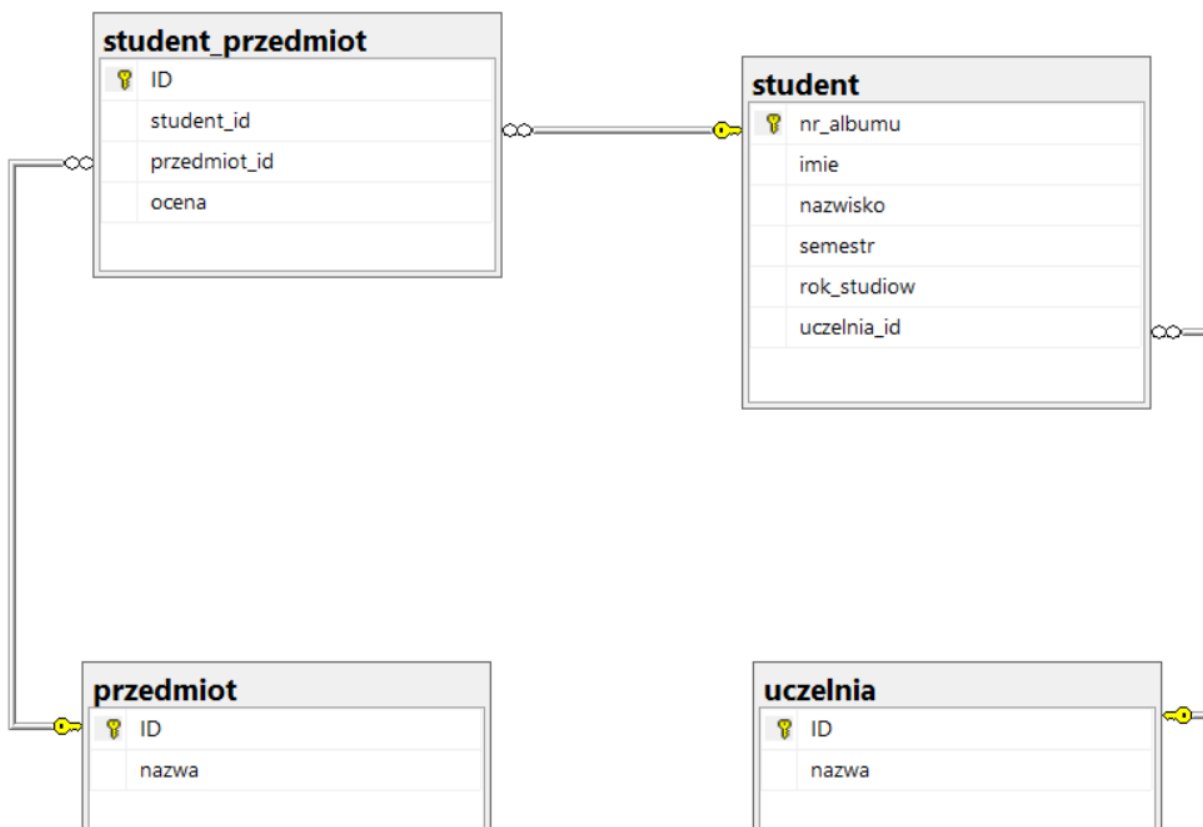 student_przedmiot
ID
student_id
przedmiot_id
ocena
student
nr_albumu
imie
nazwisko
semestr
rok_studiow
uczelnia_id
przedmiot
ID
nazwa
uczelnia
ID
nazwa